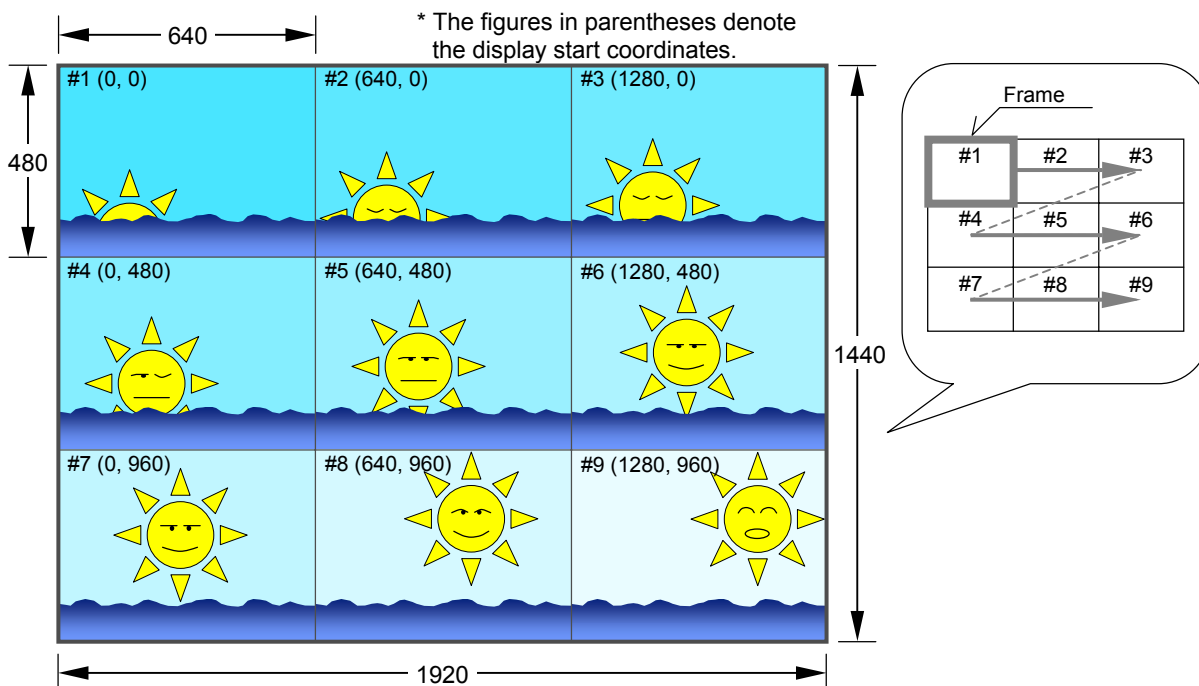 * The figures in parentheses denote
the display start coordinates.
640
480
#1 (0, 0)
#2 (640, 0)
#3 (1280, 0)
#4 (0, 480)
#5 (640, 480)
#6 (1280, 480)
#7 (0, 960)
#8 (640, 960)
#9 (1280, 960)
1440
1920
Frame
#1 #2 #3
#4 #5 #6
#7 #8 #9